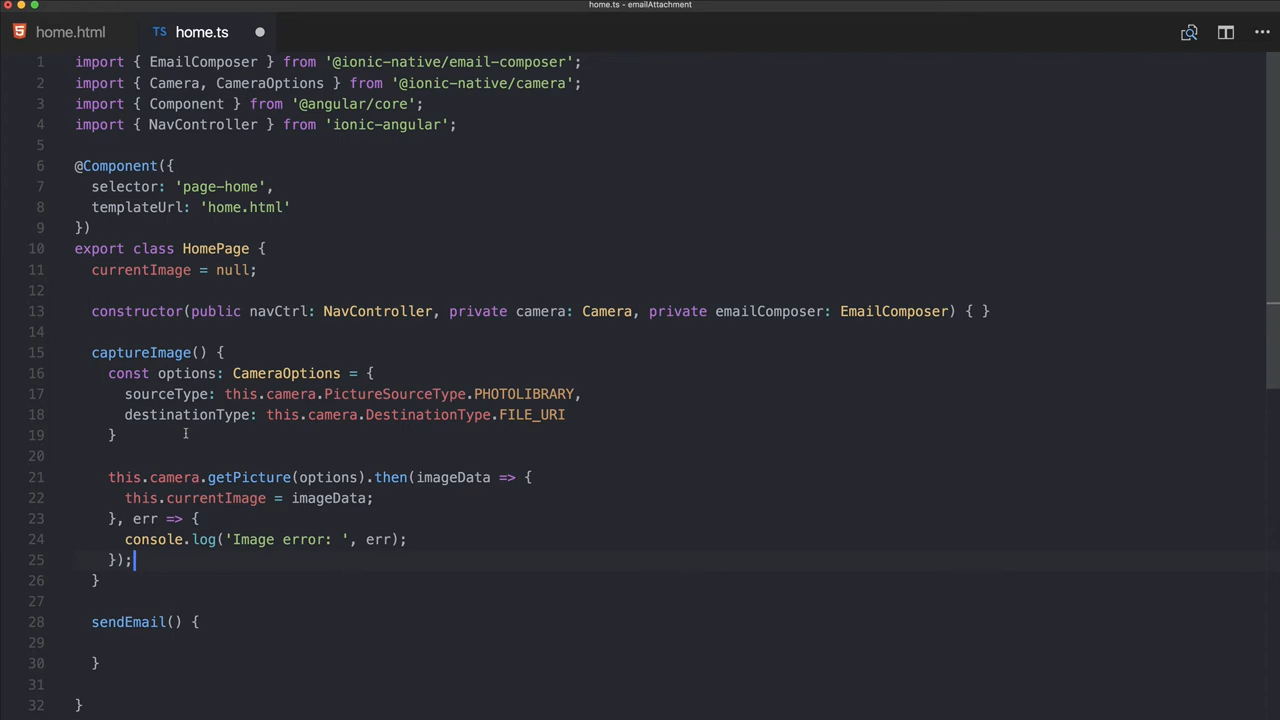 home.ts - emailAttachment
home.html TS home.ts
1 import { EmailComposer } from '@ionic-native/email-composer';
2 import { Camera, CameraOptions } from '@ionic-native/camera';
3 import { Component } from '@angular/core';
4 import { NavController } from 'ionic-angular';
5
6 @Component({
7 selector: 'page-home',
8 templateUrl: 'home.html'
9 })
10 export class HomePage {
11 currentImage = null;
12
13 constructor(public navCtrl: NavController, private camera: Camera, private emailComposer: EmailComposer) { }
14
15 captureImage() {
16 const options: CameraOptions = {
17 sourceType: this.camera.PictureSourceType.PHOTOLIBRARY,
18 destinationType: this.camera.DestinationType.FILE_URI
19 }
20
21 this.camera.getPicture(options).then(imageData => {
22 this.currentImage = imageData;
23 }, err => {
24 console.log('Image error: ', err);
25 });
26 }
27
28 sendEmail() {
29
30 }
31
32 }